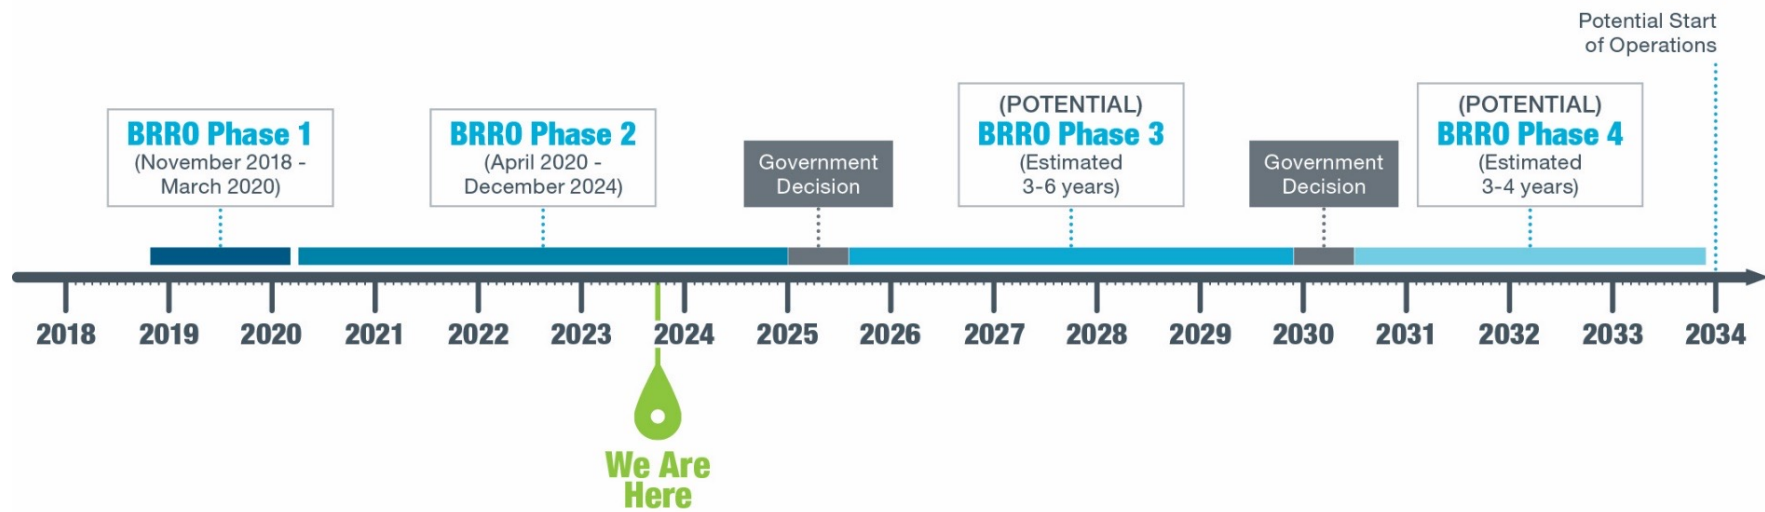 Potential Start
of Operations
BRRO Phase 1
(November 2018 -
March 2020)
BRRO Phase 2
(April 2020 -
December 2024)
Government
Decision
(POTENTIAL)
BRRO Phase 3
(Estimated
3-6 years)
Government
Decision
(POTENTIAL)
BRRO Phase 4
(Estimated
3-4 years)
2018 2019 2020 2021 2022 2023 2024 2025 2026 2027 2028 2029 2030 2031 2032 2033 2034
We Are
Here